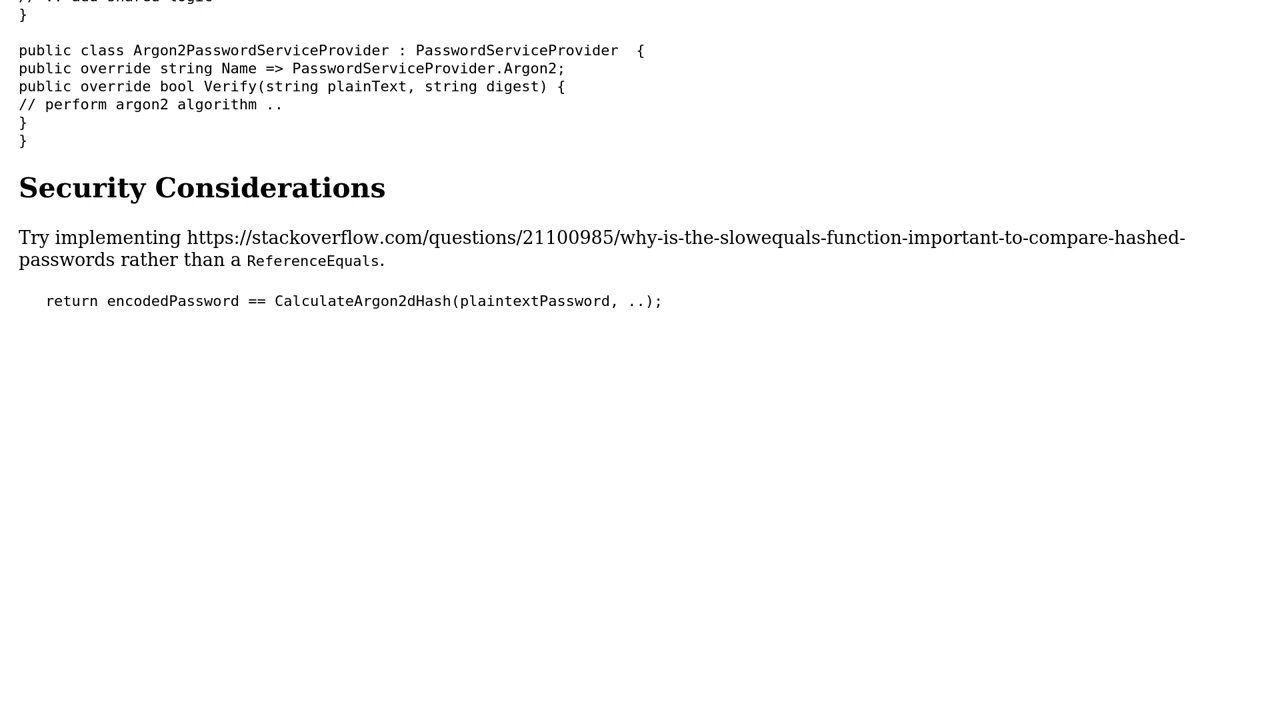 }
public class Argon2PasswordServiceProvider : PasswordServiceProvider  {
public override string Name => PasswordServiceProvider.Argon2;
public override bool Verify(string plainText, string digest) {
// perform argon2 algorithm ..
}
}
Security Considerations
Try implementing https://stackoverflow.com/questions/21100985/why-is-the-slowequals-function-important-to-compare-hashed-
passwords rather than a ReferenceEquals.
return encodedPassword == CalculateArgon2dHash(plaintextPassword, ..);